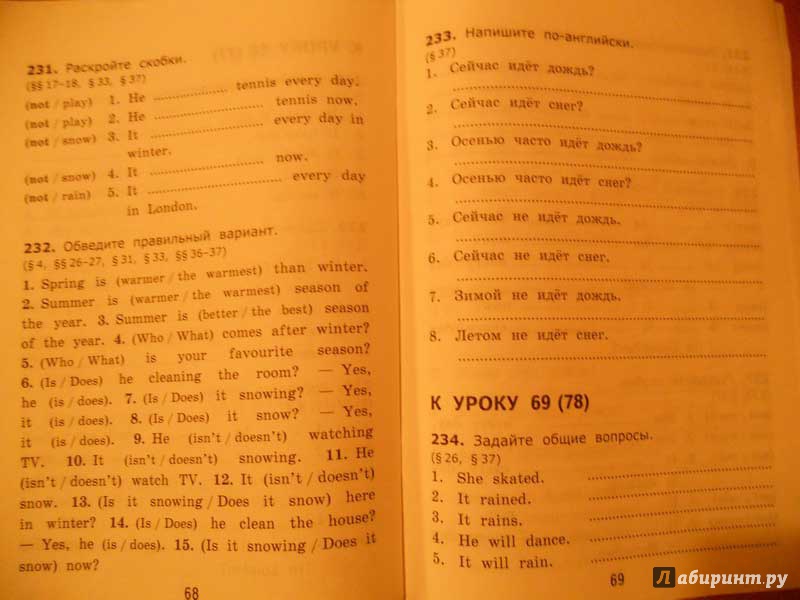 231. Раскройте скобки.
(§§ 17–18, § 33, § 37)
(not / play) 1. He .................... tennis every day.
(not / play) 2. He .................... tennis now.
(not / snow) 3. It .................... every day in
winter.
(not / snow) 4. It .................... now.
(not / rain) 5. It .................... every day
in London.
232. Обведите правильный вариант.
(§ 4, §§ 26–27, § 31, § 33, §§ 36–37)
1. Spring is (warmer / the warmest) than winter.
2. Summer is (warmer / the warmest) season of
the year. 3. Summer is (better / the best) season
of the year. 4. (Who / What) comes after winter?
5. (Who / What) is your favourite season?
6. (Is / Does) he cleaning the room? — Yes,
he (is / does). 7. (Is / Does) it snowing? — Yes,
it (is / does). 8. (Is / Does) it snow? — Yes,
it (is / does). 9. He (isn't / doesn't) watching
TV. 10. It (isn't / doesn't) snowing. 11. He
(isn't / doesn't) watch TV. 12. It (isn't / doesn't)
snow. 13. (Is it snowing / Does it snow) here
in winter? 14. (Is / Does) he clean the house?
— Yes, he (is / does). 15. (Is it snowing / Does it
snow) now?
68
233. Напишите по-английски.
(§ 37)
1. Сейчас идёт дождь?
2. Сейчас идёт снег?
3. Осенью часто идёт дождь?
4. Осенью часто идёт снег?
5. Сейчас не идёт дождь.
6. Сейчас не идёт снег.
7. Зимой не идёт дождь.
8. Летом не идёт снег.
К УРОКУ 69 (78)
234. Задайте общие вопросы.
(§ 26, § 37)
1. She skated. ....................
2. It rained. ....................
3. It rains. ....................
4. He will dance. ....................
5. It will rain. ....................
69
Лабиринт.ру